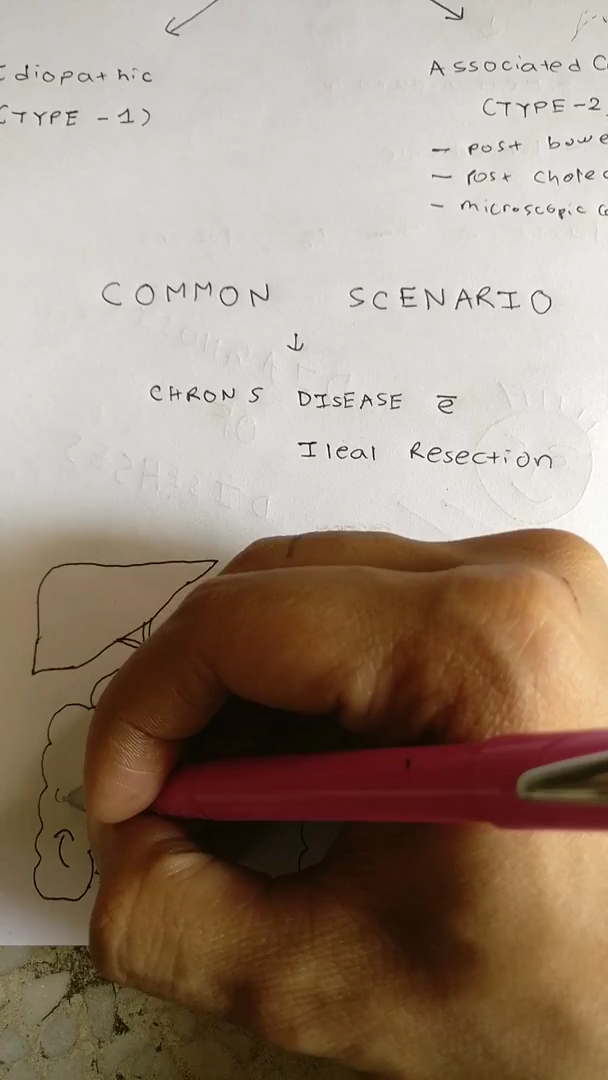 Idiopathic
(TYPE - 1)
Associated
(TYPE-2
- post
- Post
- microscopic
COMMON SCENARIO
↓
CHRONS DISEASE c̄
Ileal Resection